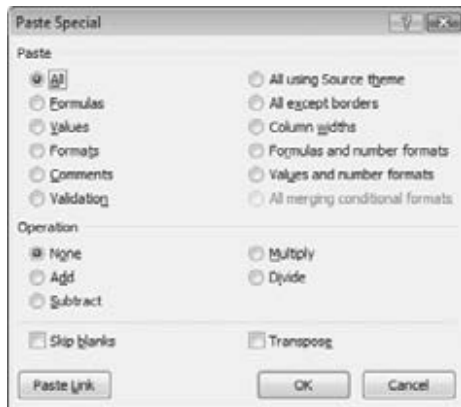 Paste Special
Paste
All
All using Source theme
Formulas
All except borders
Values
Column widths
Formats
Formulas and number formats
Comments
Values and number formats
Validation
All merging conditional formats
Operation
None
Multiply
Add
Divide
Subtract
Skip blanks
Transpose
Paste Link
OK
Cancel